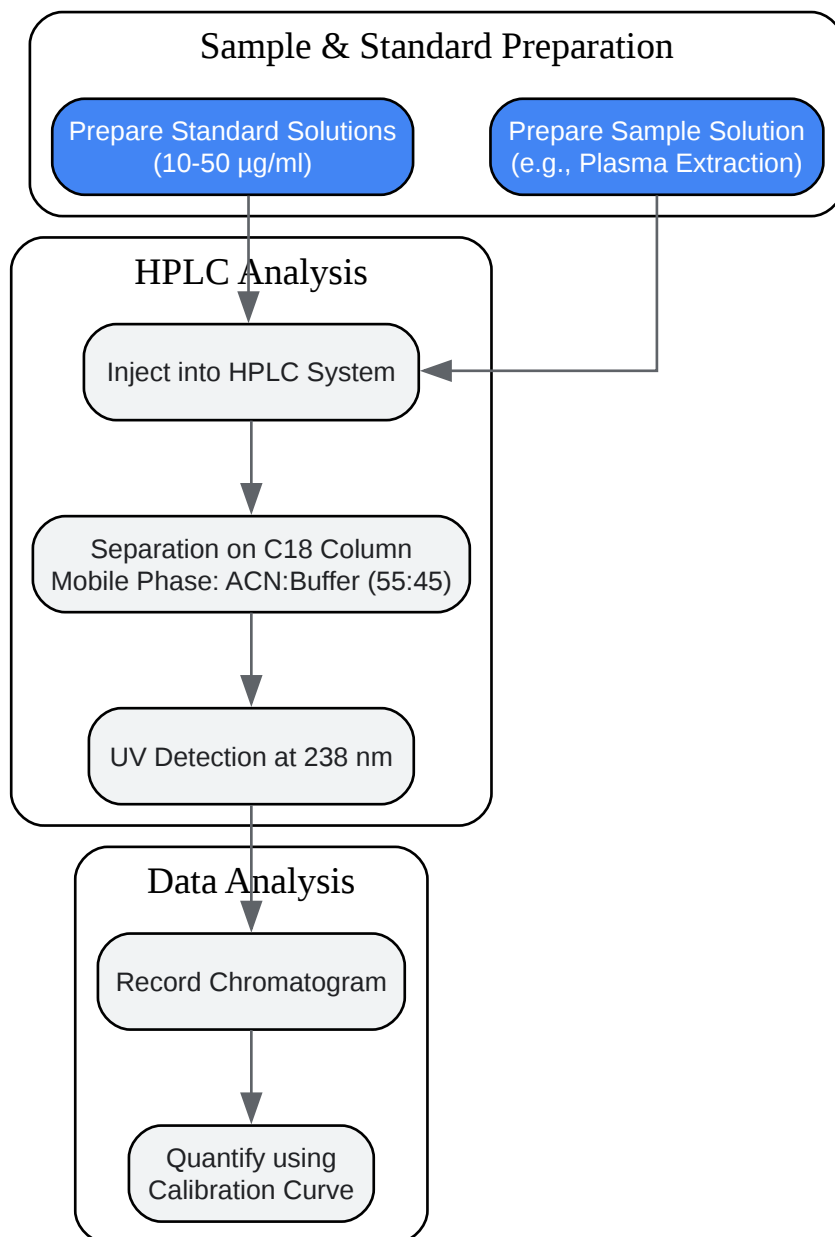 Sample & Standard Preparation
Prepare Standard Solutions
(10-50 µg/ml)
Prepare Sample Solution
(e.g., Plasma Extraction)
HPLC Analysis
Inject into HPLC System
Separation on C18 Column
Mobile Phase: ACN:Buffer (55:45)
UV Detection at 238 nm
Data Analysis
Record Chromatogram
Quantify using
Calibration Curve